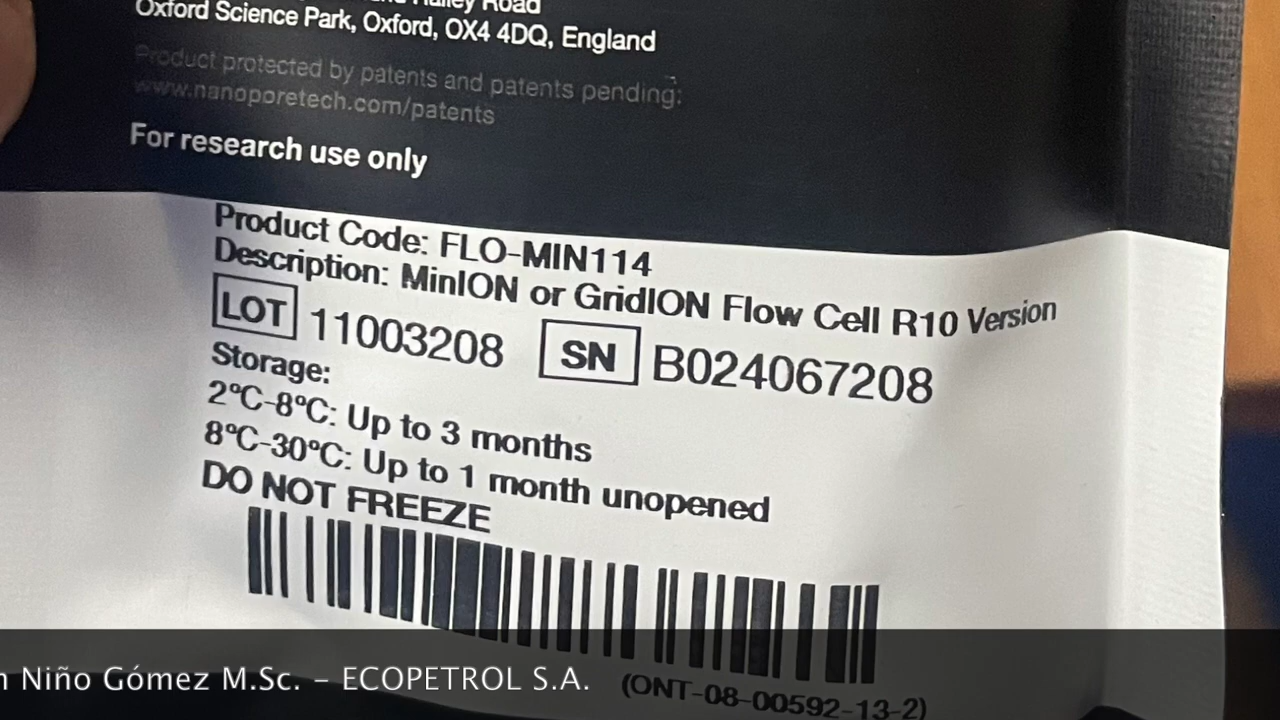 Road
Oxford Science Park, Oxford, OX4 4DQ, England
Product protected by patents and patents pending:
www.nanoporetech.com/patents
For research use only
Product Code: FLO-MIN114
Description: MinION or GridION Flow Cell R10 Version
LOT 11003208 SN B024067208
Storage:
2°C-8°C: Up to 3 months
8°C-30°C: Up to 1 month unopened
DO NOT FREEZE
Niño Gómez M.Sc. – ECOPETROL S.A.
(ONT-08-00592-13-2)